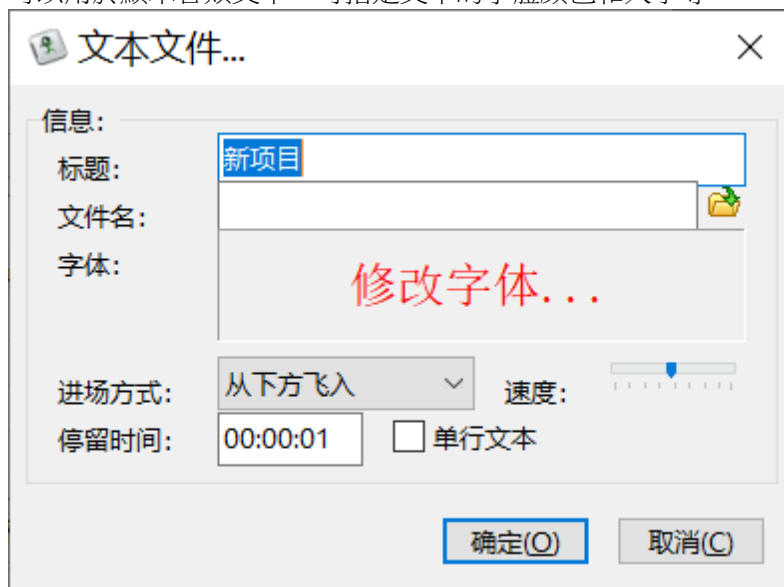 文本文件...
信息:
标题: 新项目
文件名:
字体: 修改字体...
进场方式: 从下方飞入 速度:
停留时间: 00:00:01 单行文本
确定(O) 取消(C)